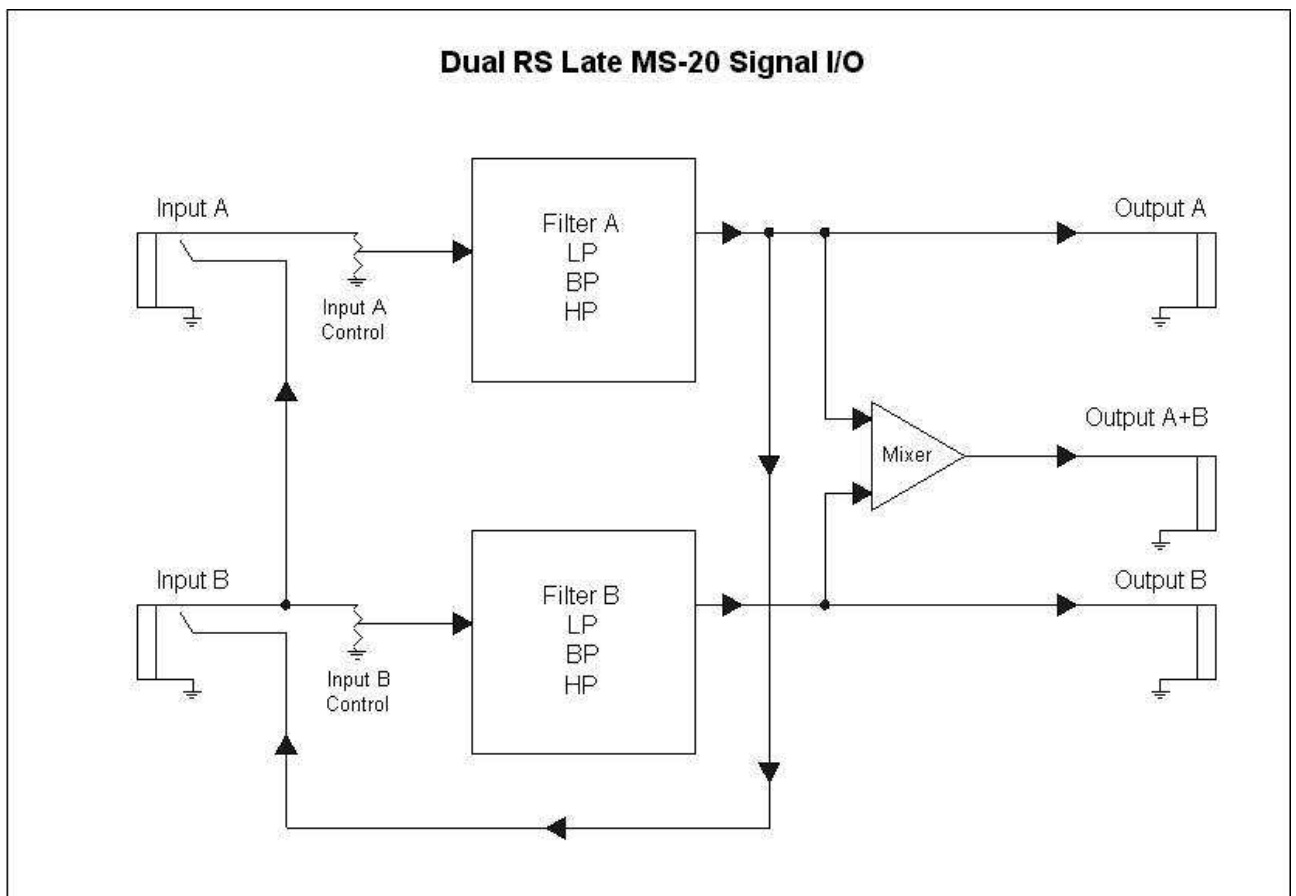 Dual RS Late MS-20 Signal I/O
Input A
Input A
Control
Filter A
LP
BP
HP
Output A
Output A+B
Mixer
Input B
Input B
Control
Filter B
LP
BP
HP
Output B